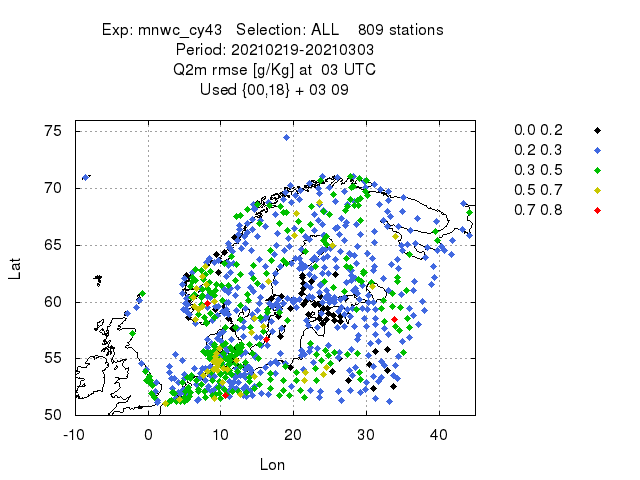 Exp: mnwc_cy43   Selection: ALL    809 stations
Period: 20210219-20210303
Q2m rmse [g/Kg] at  03 UTC
Used {00,18} + 03 09
0.0 0.2
0.2 0.3
0.3 0.5
0.5 0.7
0.7 0.8
75
70
65
60
55
50
Lat
-10 0 10 20 30 40
Lon